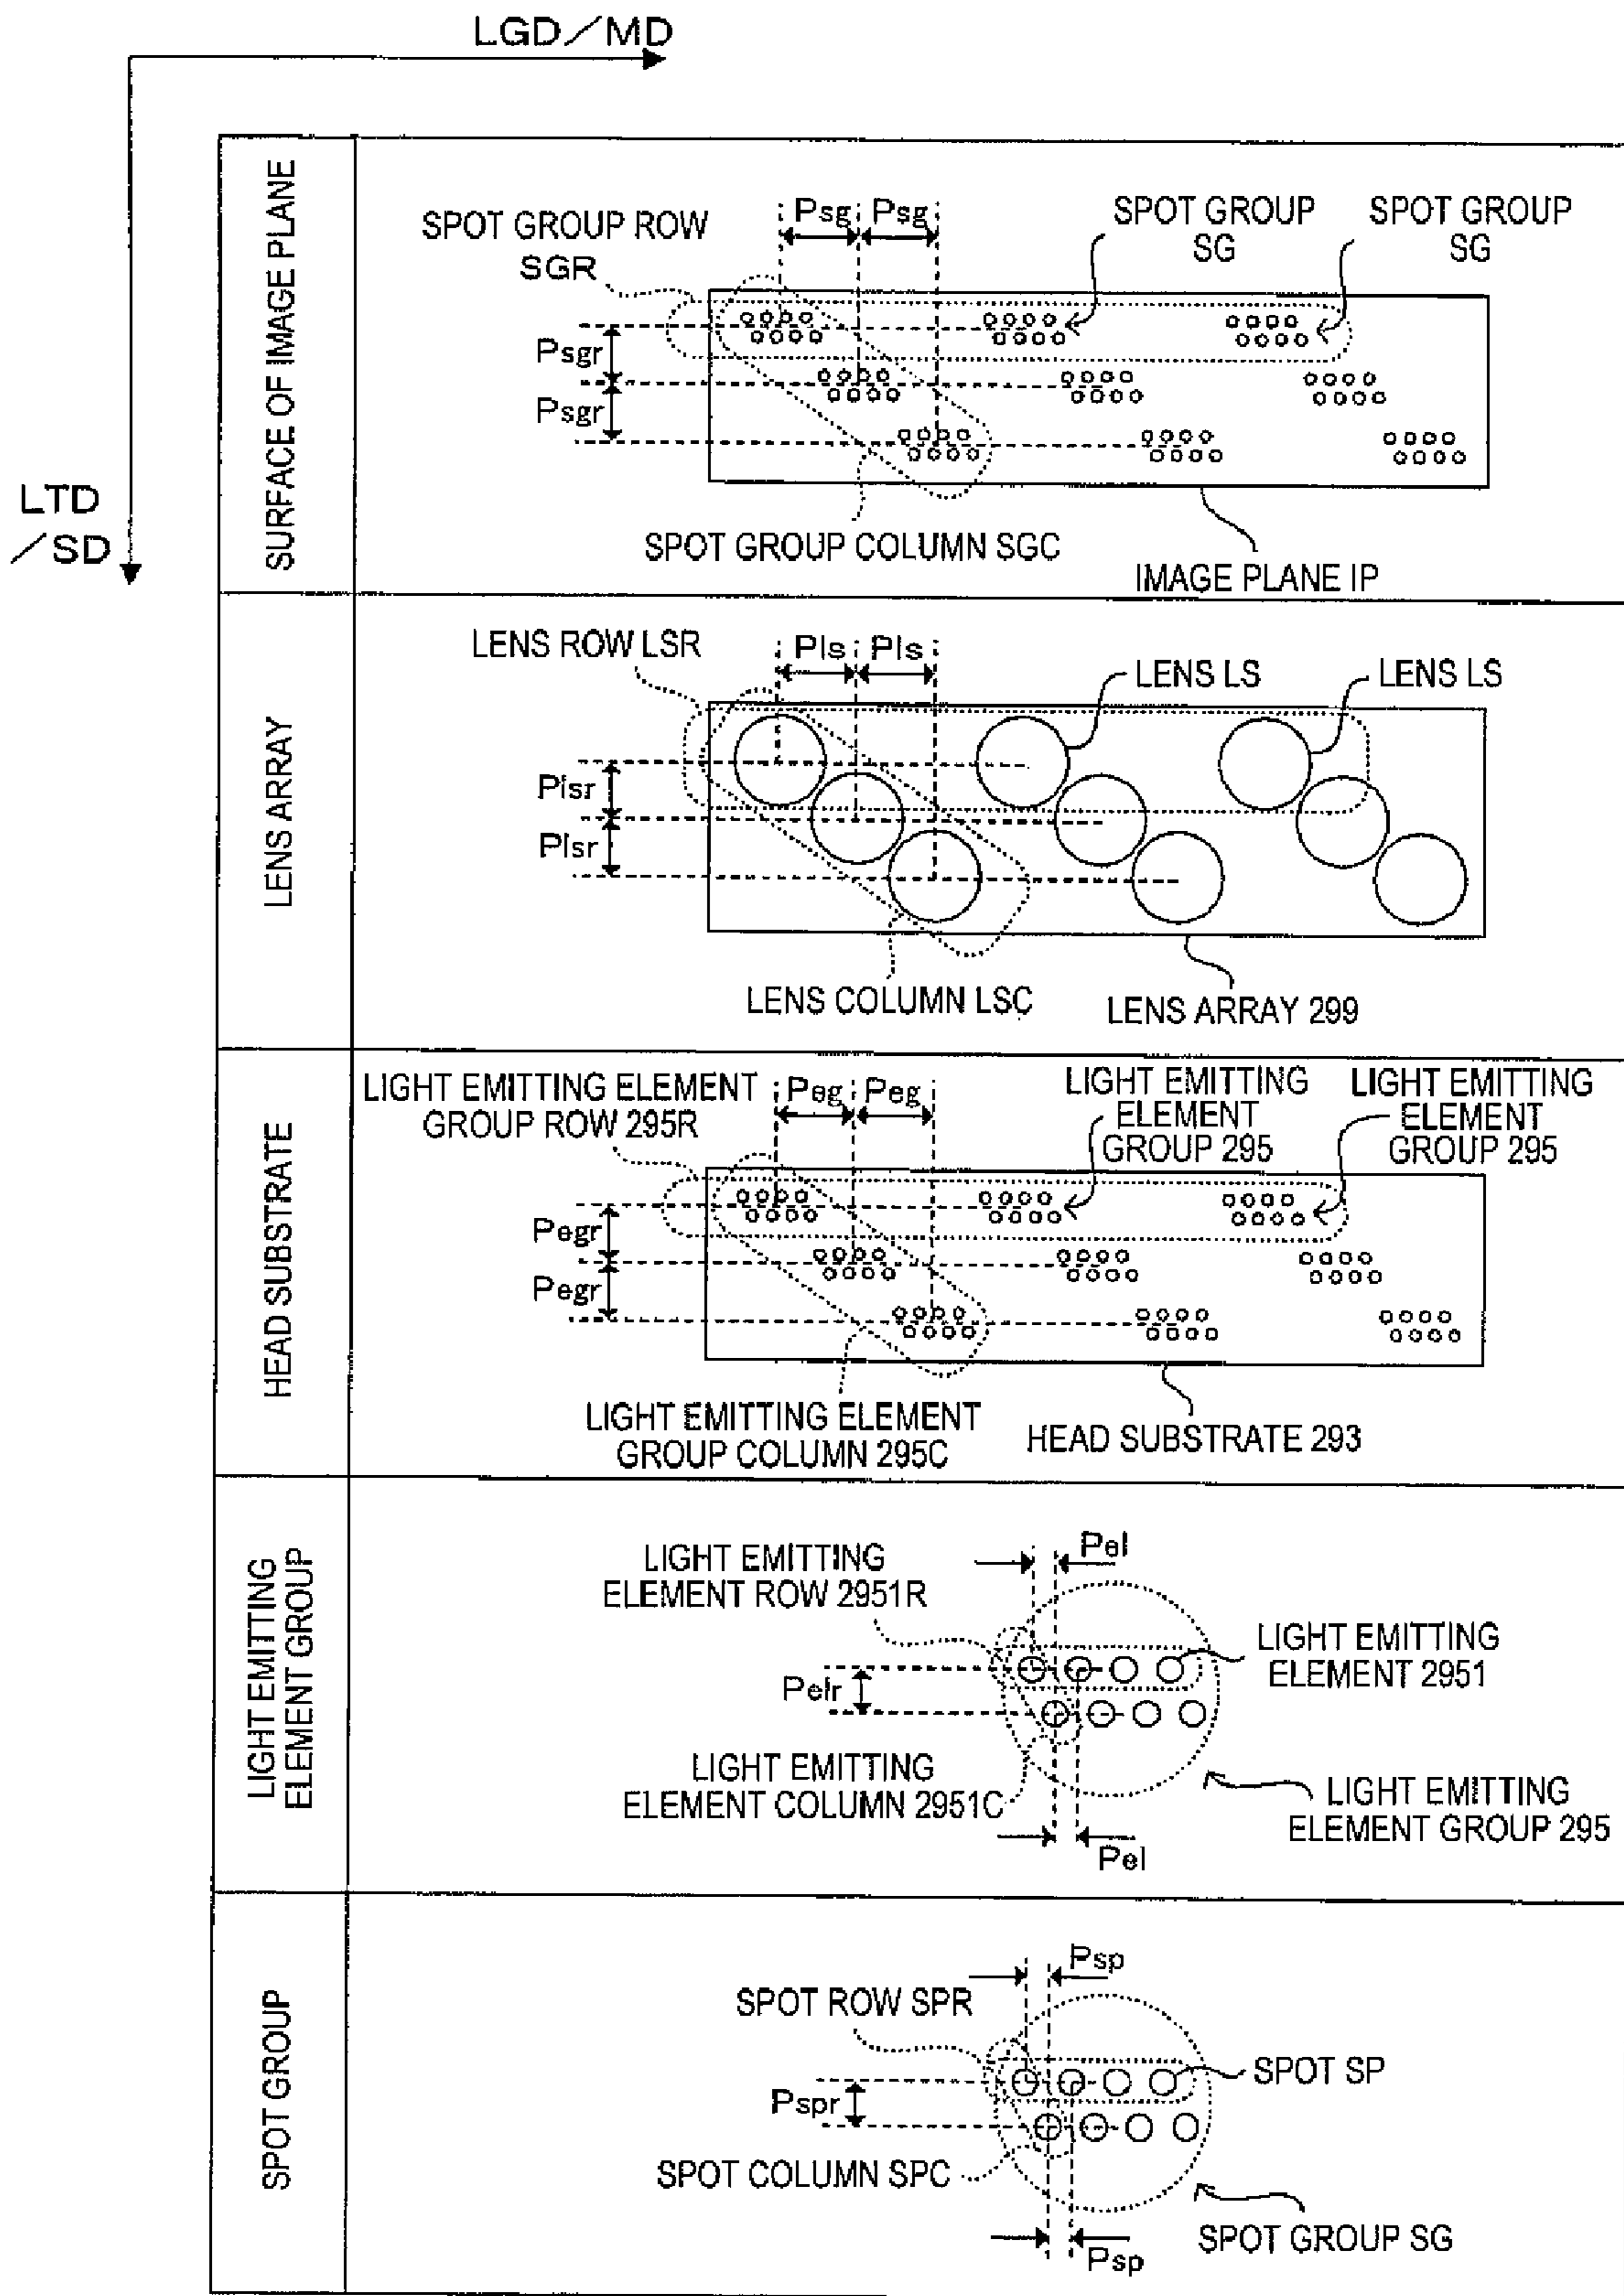 LGD/MD
LTD
/SD
SURFACE OF IMAGE PLANE
SPOT GROUP ROW
SGR
Psg
Psg
SPOT GROUP
SG
SPOT GROUP
SG
Psgr
Psgr
SPOT GROUP COLUMN SGC
IMAGE PLANE IP
LENS ARRAY
LENS ROW LSR
Pls
Pls
LENS LS
LENS LS
Plsr
Plsr
LENS COLUMN LSC
LENS ARRAY 299
HEAD SUBSTRATE
LIGHT EMITTING ELEMENT
GROUP ROW 295R
Peg
Peg
LIGHT EMITTING
ELEMENT
GROUP 295
LIGHT EMITTING
ELEMENT
GROUP 295
Pegr
Pegr
LIGHT EMITTING ELEMENT
GROUP COLUMN 295C
HEAD SUBSTRATE 293
LIGHT EMITTING
ELEMENT GROUP
LIGHT EMITTING
ELEMENT ROW 2951R
Pel
LIGHT EMITTING
ELEMENT 2951
Pelr
LIGHT EMITTING
ELEMENT COLUMN 2951C
LIGHT EMITTING
ELEMENT GROUP 295
Pel
SPOT GROUP
Psp
SPOT ROW SPR
SPOT SP
Pspr
SPOT COLUMN SPC
SPOT GROUP SG
Psp